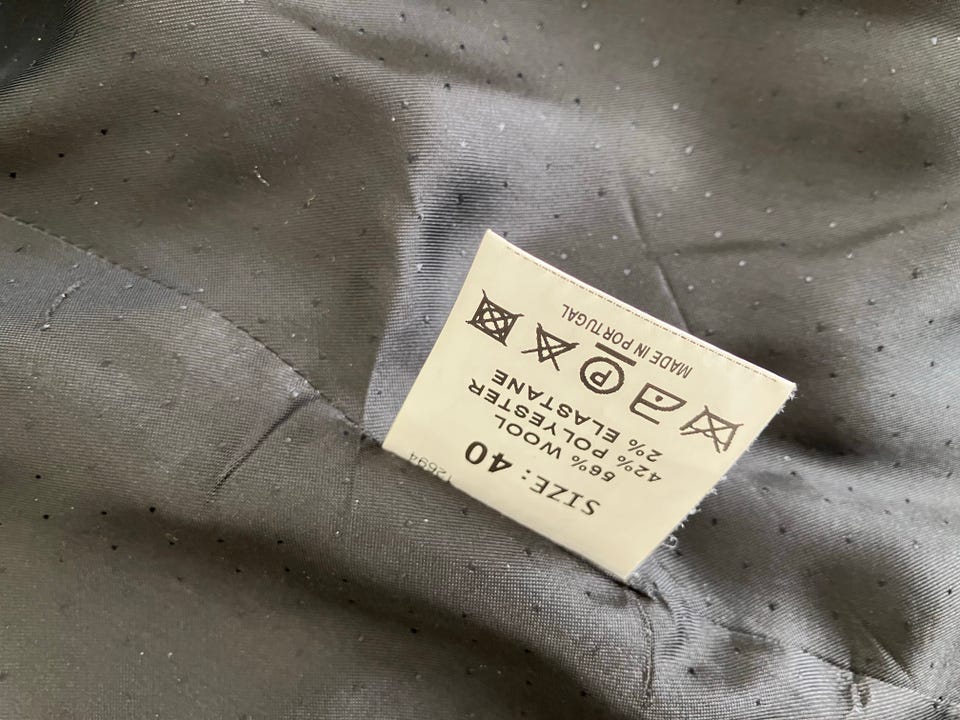 SIZE: 40
56% WOOL
42% POLYESTER
2% ELASTANE
P
MADE IN PORTUGAL